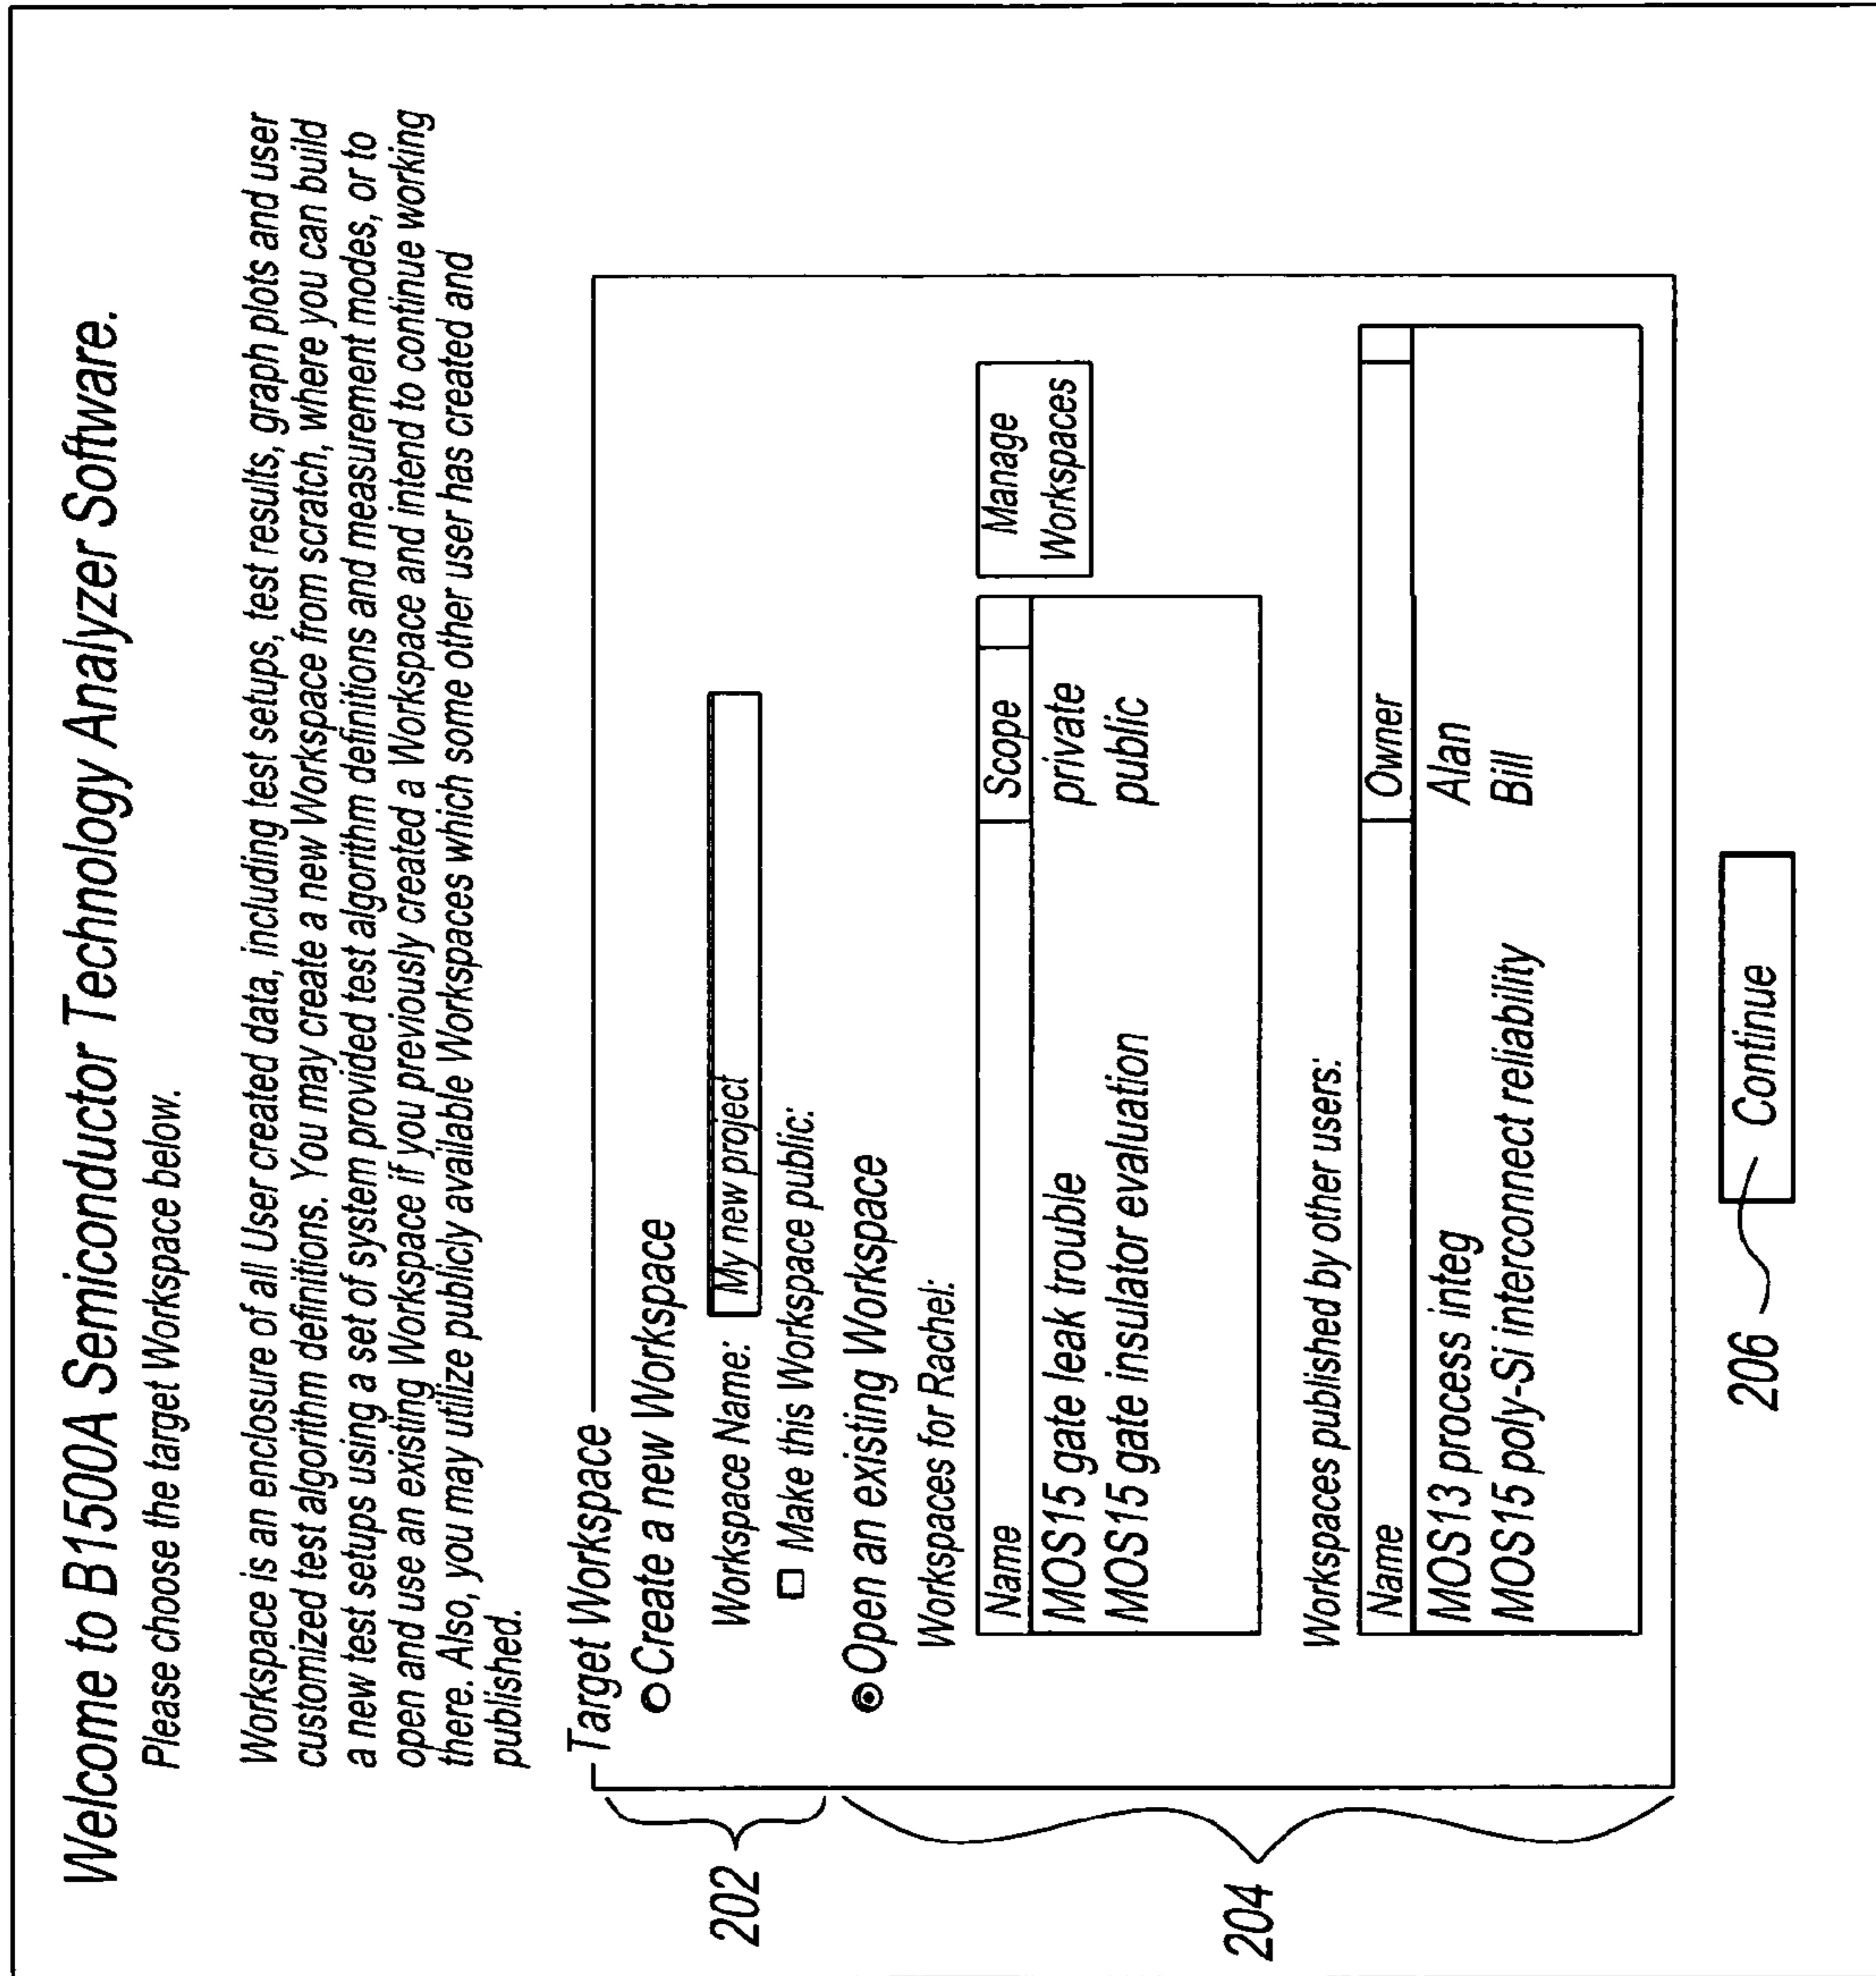 Welcome to B1500A Semiconductor Technology Analyzer Software.
Please choose the target Workspace below.
Workspace is an enclosure of all User created data, including test setups, test results, graph plots and user
customized test algorithm definitions. You may create a new Workspace from scratch, where you can build
a new test setups using a set of system provided test algorithm definitions and measurement modes, or to
open and use an existing Workspace if you previously created a Workspace and intend to continue working
there. Also, you may utilize publicly available Workspaces which some other user has created and
published.
Target Workspace
Create a new Workspace
Workspace Name: My new project
Make this Workspace public:
202
Open an existing Workspace
Workspaces for Rachel:
Name Scope
MOS15 gate leak trouble private
MOS15 gate insulator evaluation public
Manage
Workspaces
204
Workspaces published by other users:
Name Owner
MOS13 process integ Alan
MOS15 poly-Si interconnect reliability Bill
206
Continue